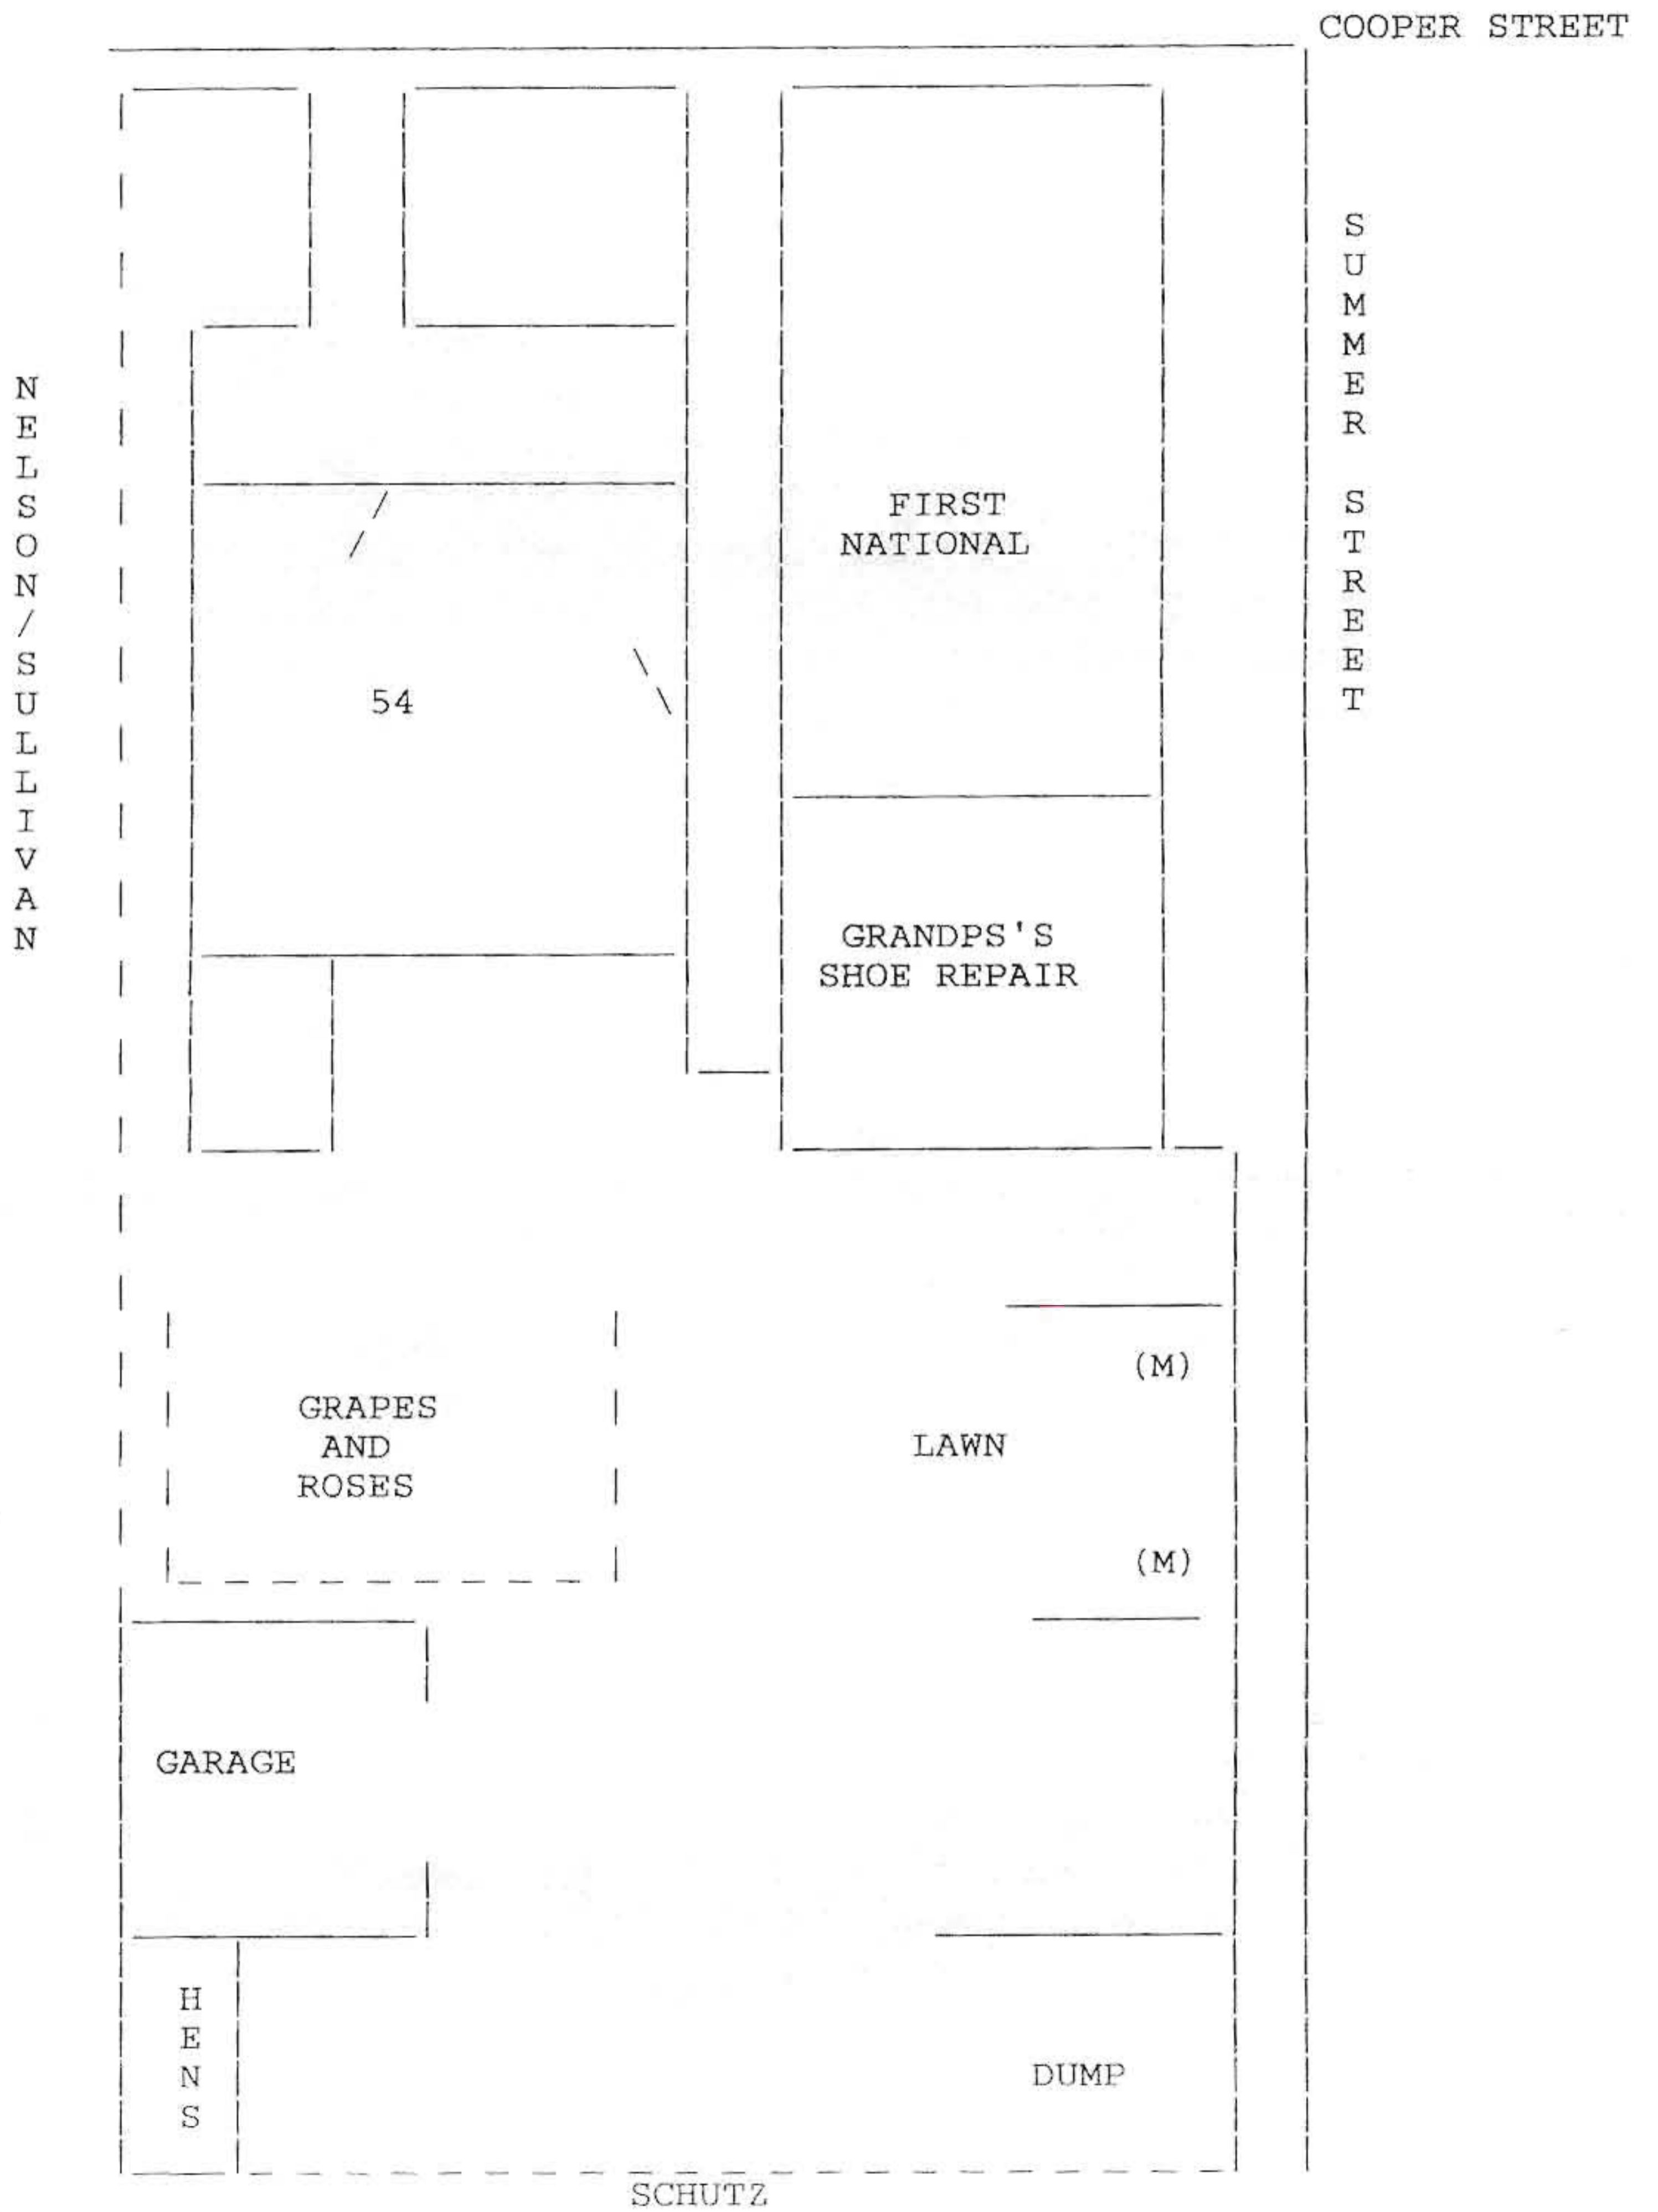 COOPER STREET
SUMMER STREET
NELSON/SULLIVAN
FIRST
NATIONAL
54
GRANDPS'S
SHOE REPAIR
(M)
GRAPES
AND
ROSES
LAWN
(M)
GARAGE
HENS
DUMP
SCHUTZ